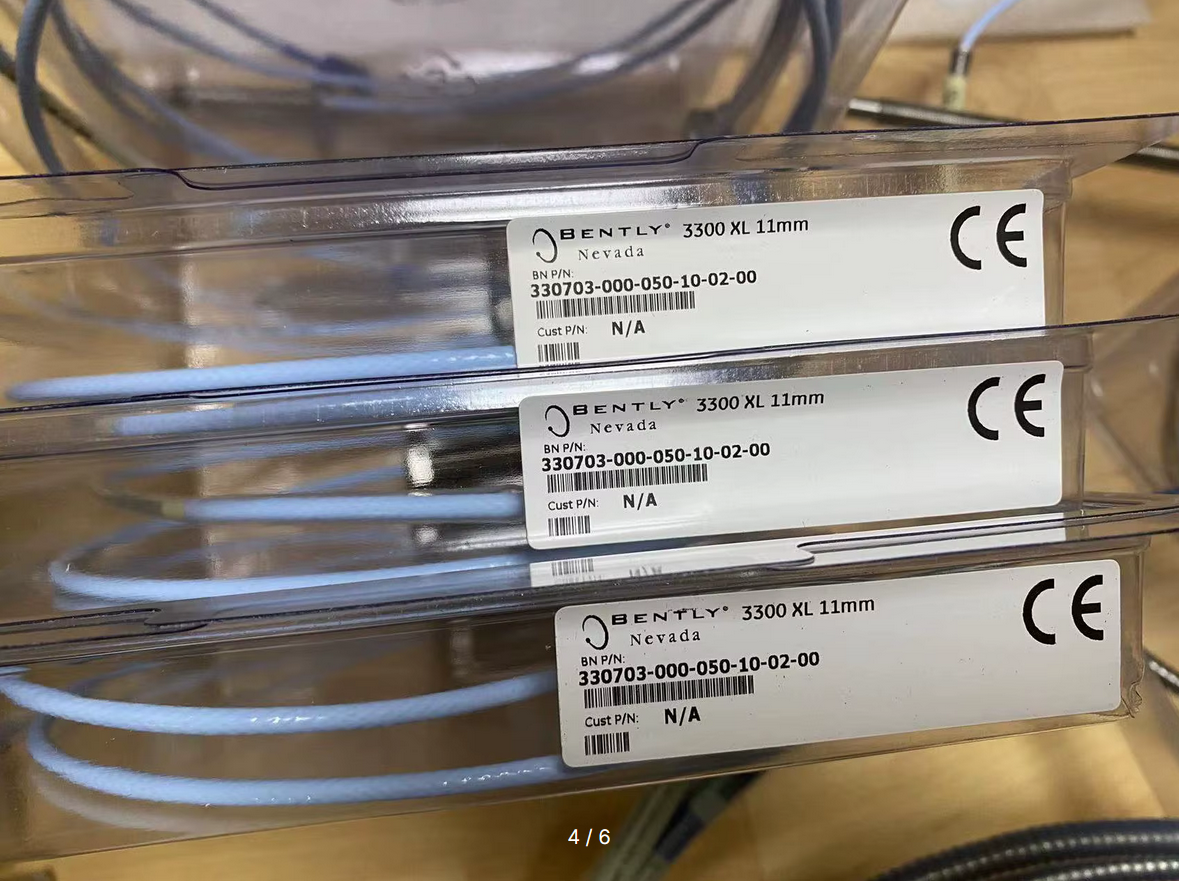 BENTLY® 3300 XL 11mm
Nevada
CE
BN P/N:
330703-000-050-10-02-00
Cust P/N: N/A
BENTLY® 3300 XL 11mm
Nevada
CE
BN P/N:
330703-000-050-10-02-00
Cust P/N: N/A
BENTLY® 3300 XL 11mm
Nevada
CE
BN P/N:
330703-000-050-10-02-00
Cust P/N: N/A
4 / 6